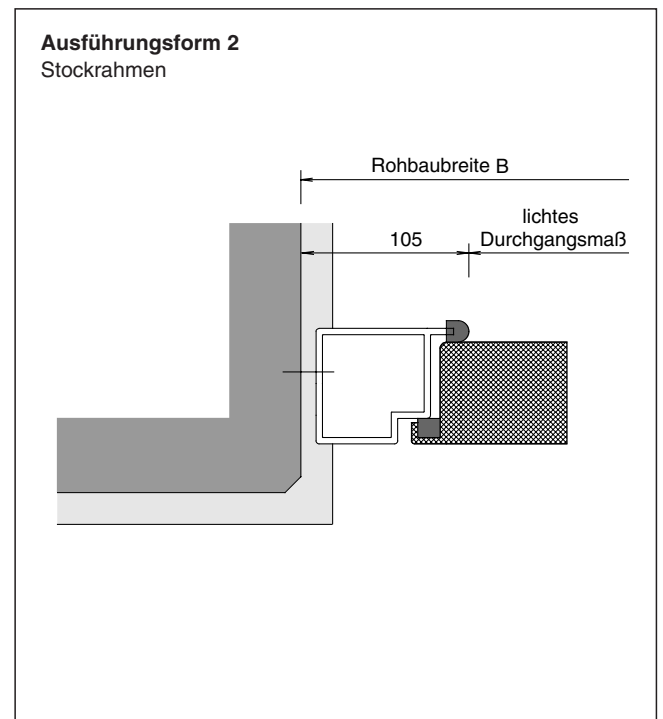 Ausführungsform 2
Stockrahmen
Rohbaubreite B
lichtes
105
Durchgangsmaß